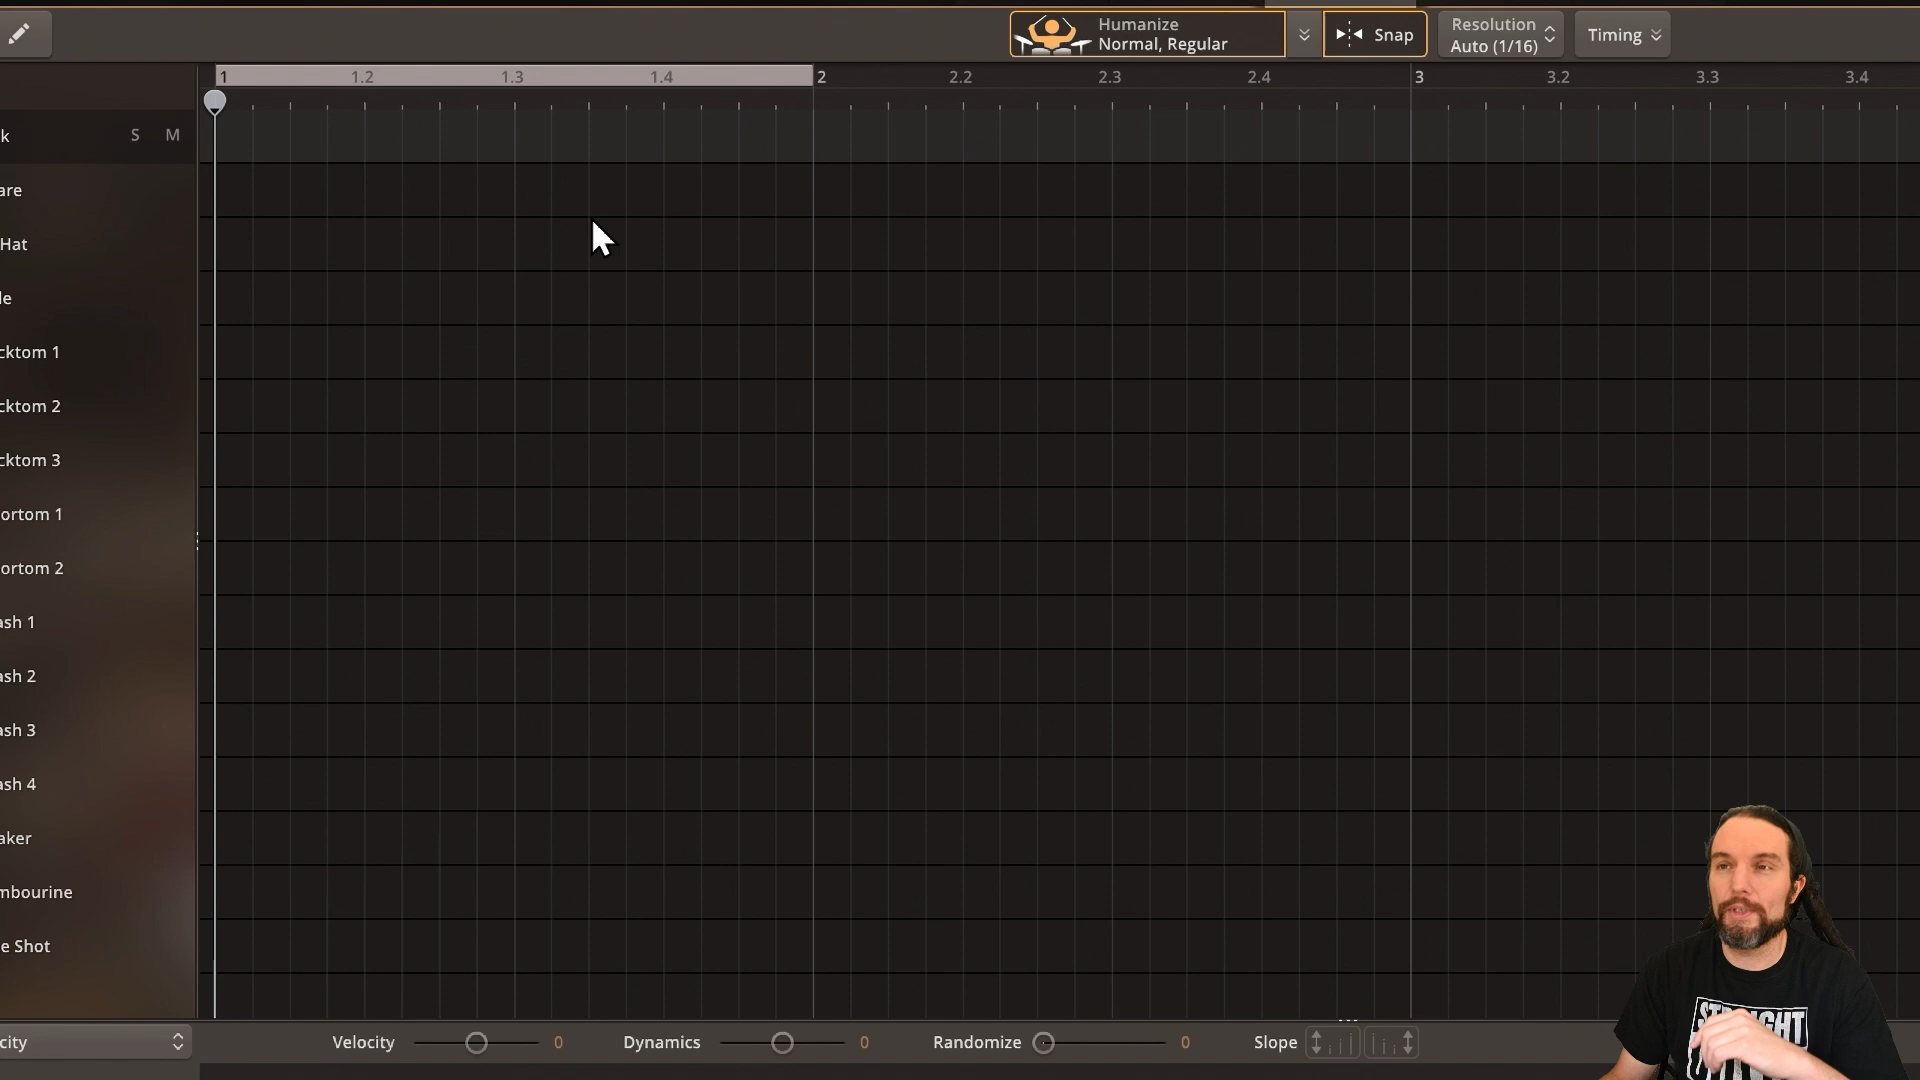 Humanize
Normal, Regular
Snap
Resolution
Auto (1/16)
Timing
1 1.2 1.3 1.4 2 2.2 2.3 2.4 3 3.2 3.3 3.4
k S M
are
Hat
le
cktom 1
cktom 2
cktom 3
ortom 1
ortom 2
ash 1
ash 2
ash 3
ash 4
aker
mbourine
e Shot
city
Velocity 0 Dynamics 0 Randomize 0 Slope